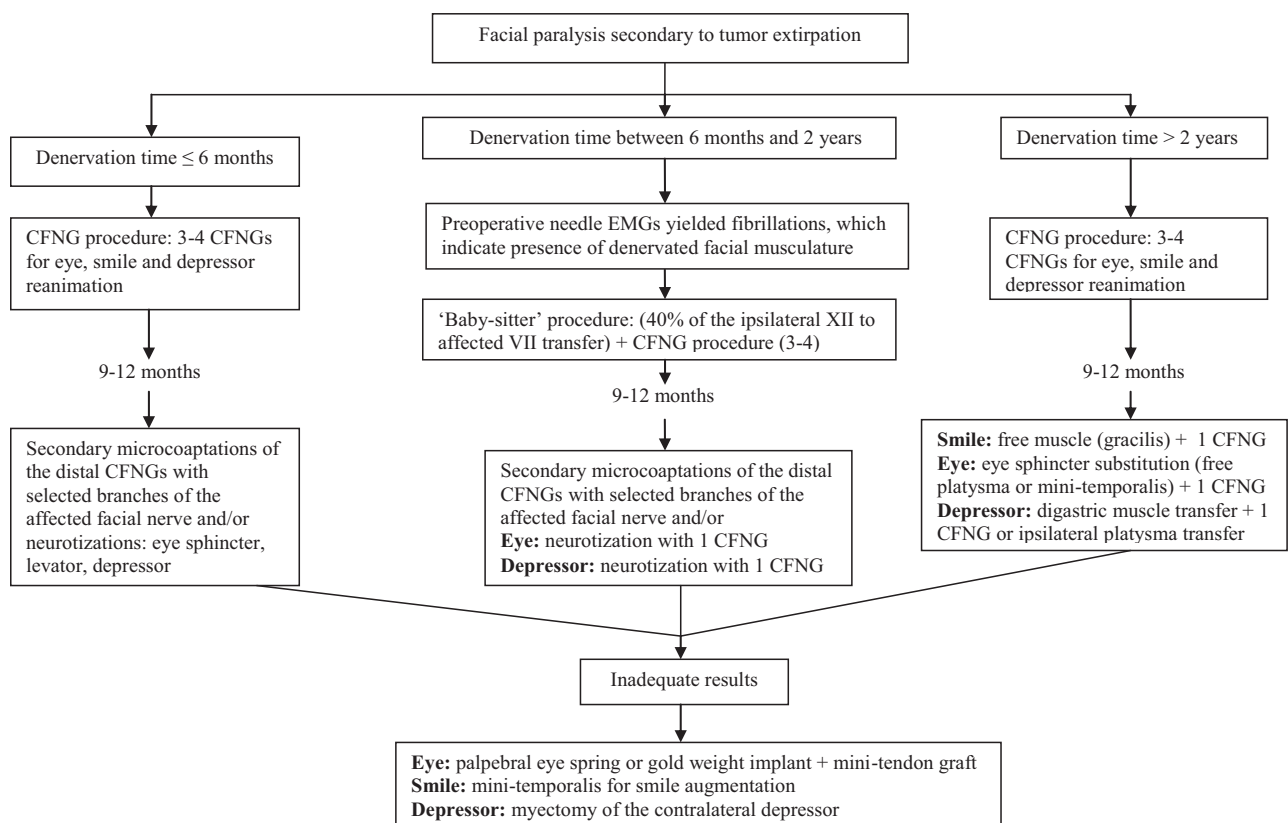 Facial paralysis secondary to tumor extirpation
Denervation time ≤ 6 months
CFNG procedure: 3-4 CFNGs
for eye, smile and depressor
reanimation
9-12 months
Secondary microcoaptations of
the distal CFNGs with
selected branches of the
affected facial nerve and/or
neurotizations: eye sphincter,
levator, depressor
Denervation time between 6 months and 2 years
Preoperative needle EMGs yielded fibrillations, which
indicate presence of denervated facial musculature
‘Baby-sitter’ procedure: (40% of the ipsilateral XII to
affected VII transfer) + CFNG procedure (3-4)
9-12 months
Secondary microcoaptations of the distal
CFNGs with selected branches of the
affected facial nerve and/or
Eye: neurotization with 1 CFNG
Depressor: neurotization with 1 CFNG
Denervation time > 2 years
CFNG procedure: 3-4
CFNGs for eye, smile and
depressor reanimation
9-12 months
Smile: free muscle (gracilis) + 1 CFNG
Eye: eye sphincter substitution (free
platysma or mini-temporalis) + 1 CFNG
Depressor: digastric muscle transfer + 1
CFNG or ipsilateral platysma transfer
Inadequate results
Eye: palpebral eye spring or gold weight implant + mini-tendon graft
Smile: mini-temporalis for smile augmentation
Depressor: myectomy of the contralateral depressor